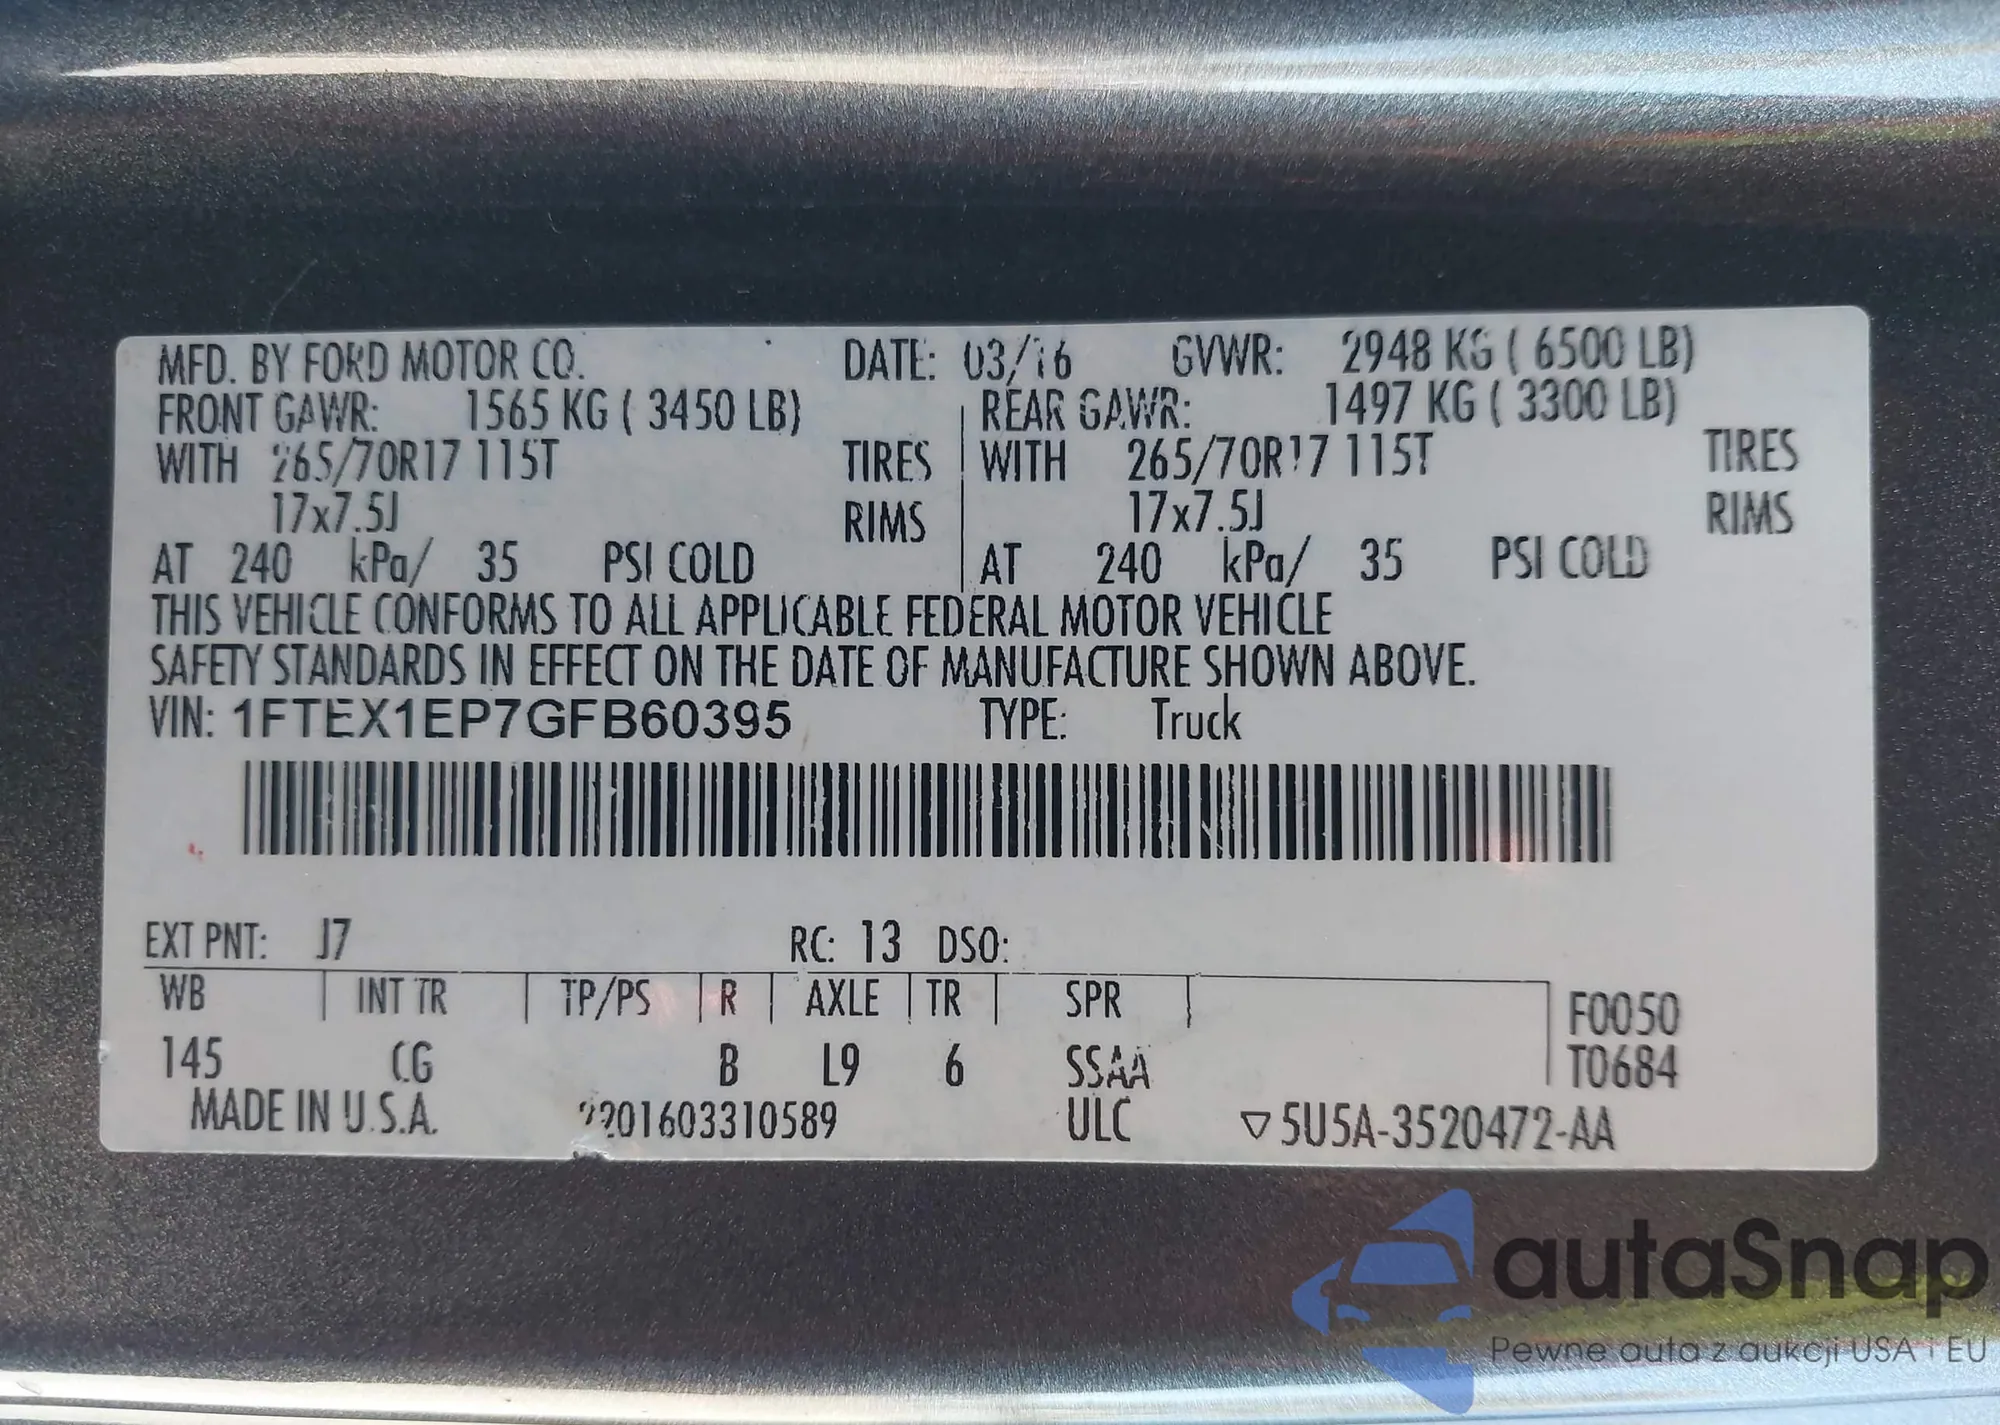 MFD. BY FORD MOTOR CO. DATE: 03/16 GVWR: 2948 KG ( 6500 LB)
FRONT GAWR: 1565 KG ( 3450 LB) REAR GAWR: 1497 KG ( 3300 LB)
WITH 265/70R17 115T TIRES WITH 265/70R17 115T TIRES
17x7.5J RIMS 17x7.5J RIMS
AT 240 kPa/ 35 PSI COLD AT 240 kPa/ 35 PSI COLD
THIS VEHICLE CONFORMS TO ALL APPLICABLE FEDERAL MOTOR VEHICLE
SAFETY STANDARDS IN EFFECT ON THE DATE OF MANUFACTURE SHOWN ABOVE.
VIN: 1FTEX1EP7GFB60395 TYPE: Truck
EXT PNT: J7 RC: 13 DSO:
WB INT TR TP/PS R AXLE TR SPR F0050
145 CG B L9 6 SSAA T0684
MADE IN U.S.A. 2201603310589 ULC ▽5U5A-3520472-AA
autaSnap
Pewne auta z aukcji USA i EU